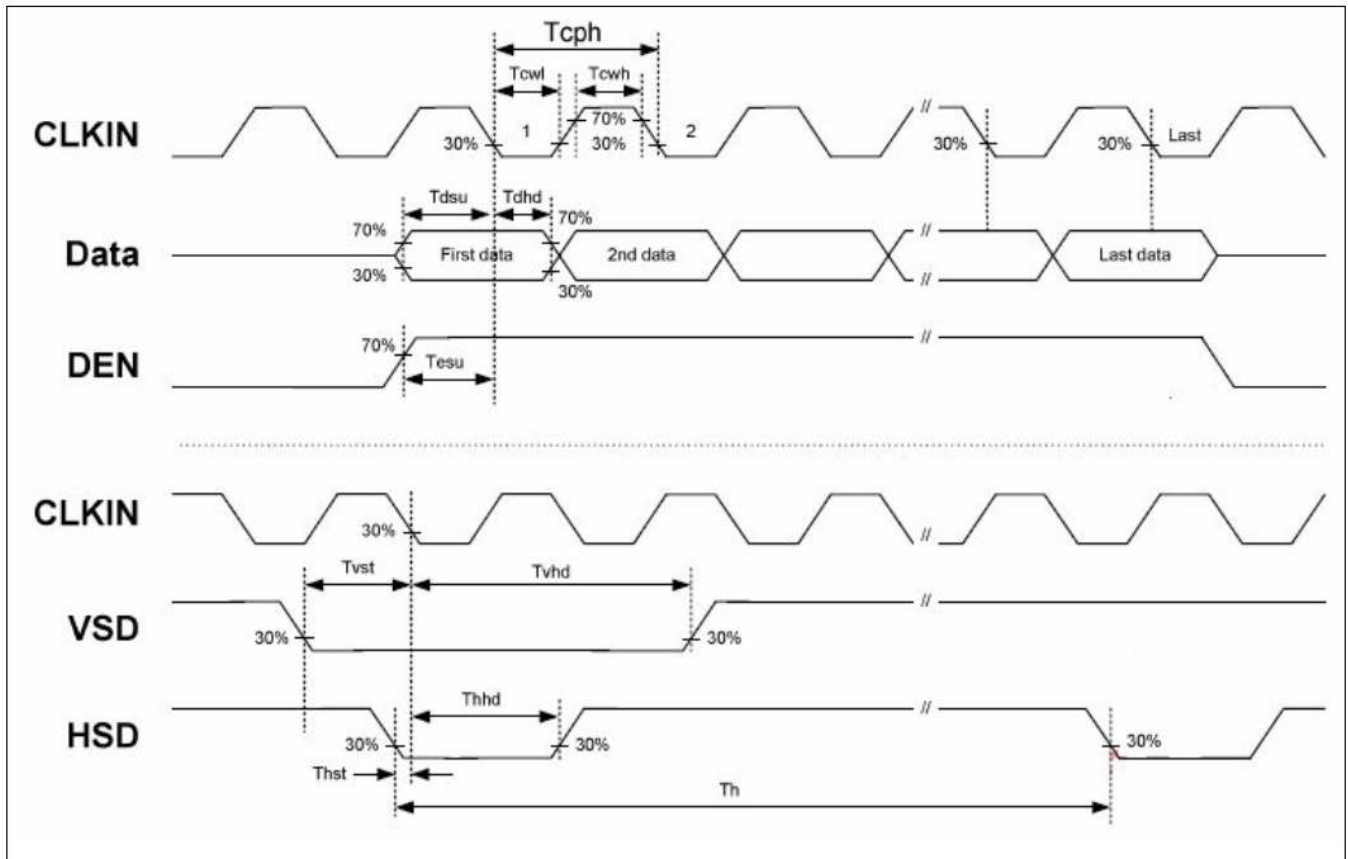 Tcph
Tcwl Tcwh
CLKIN 30% 1 70% 30% 2 // 30% 30% Last
Tdsu Tdhd
70% 70%
Data First data 2nd data // Last data
30% 30%
70% //
DEN Tesu
CLKIN 30% //
Tvst Tvhd
VSD 30% 30% //
Thhd
HSD 30% 30% // 30%
Thst
Th